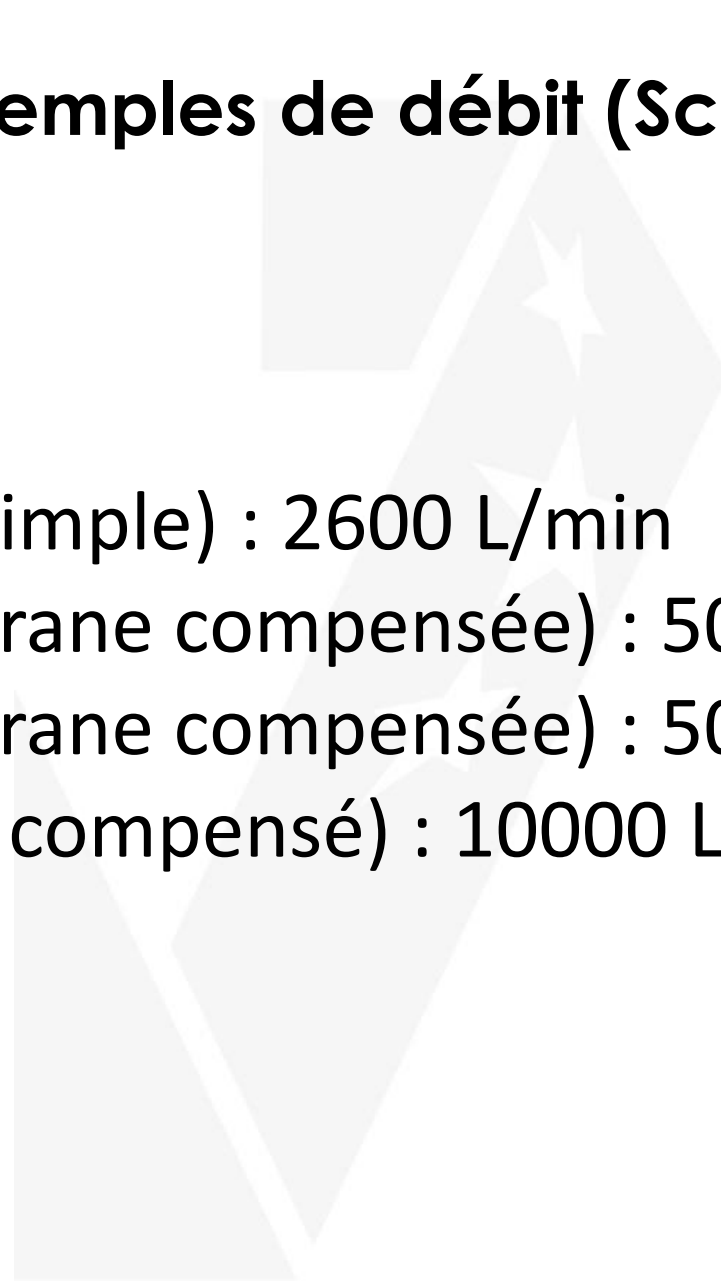 emples de débit (Sc
imple) : 2600 L/min
rane compensée) : 50
rane compensée) : 50
compensé) : 10000 L